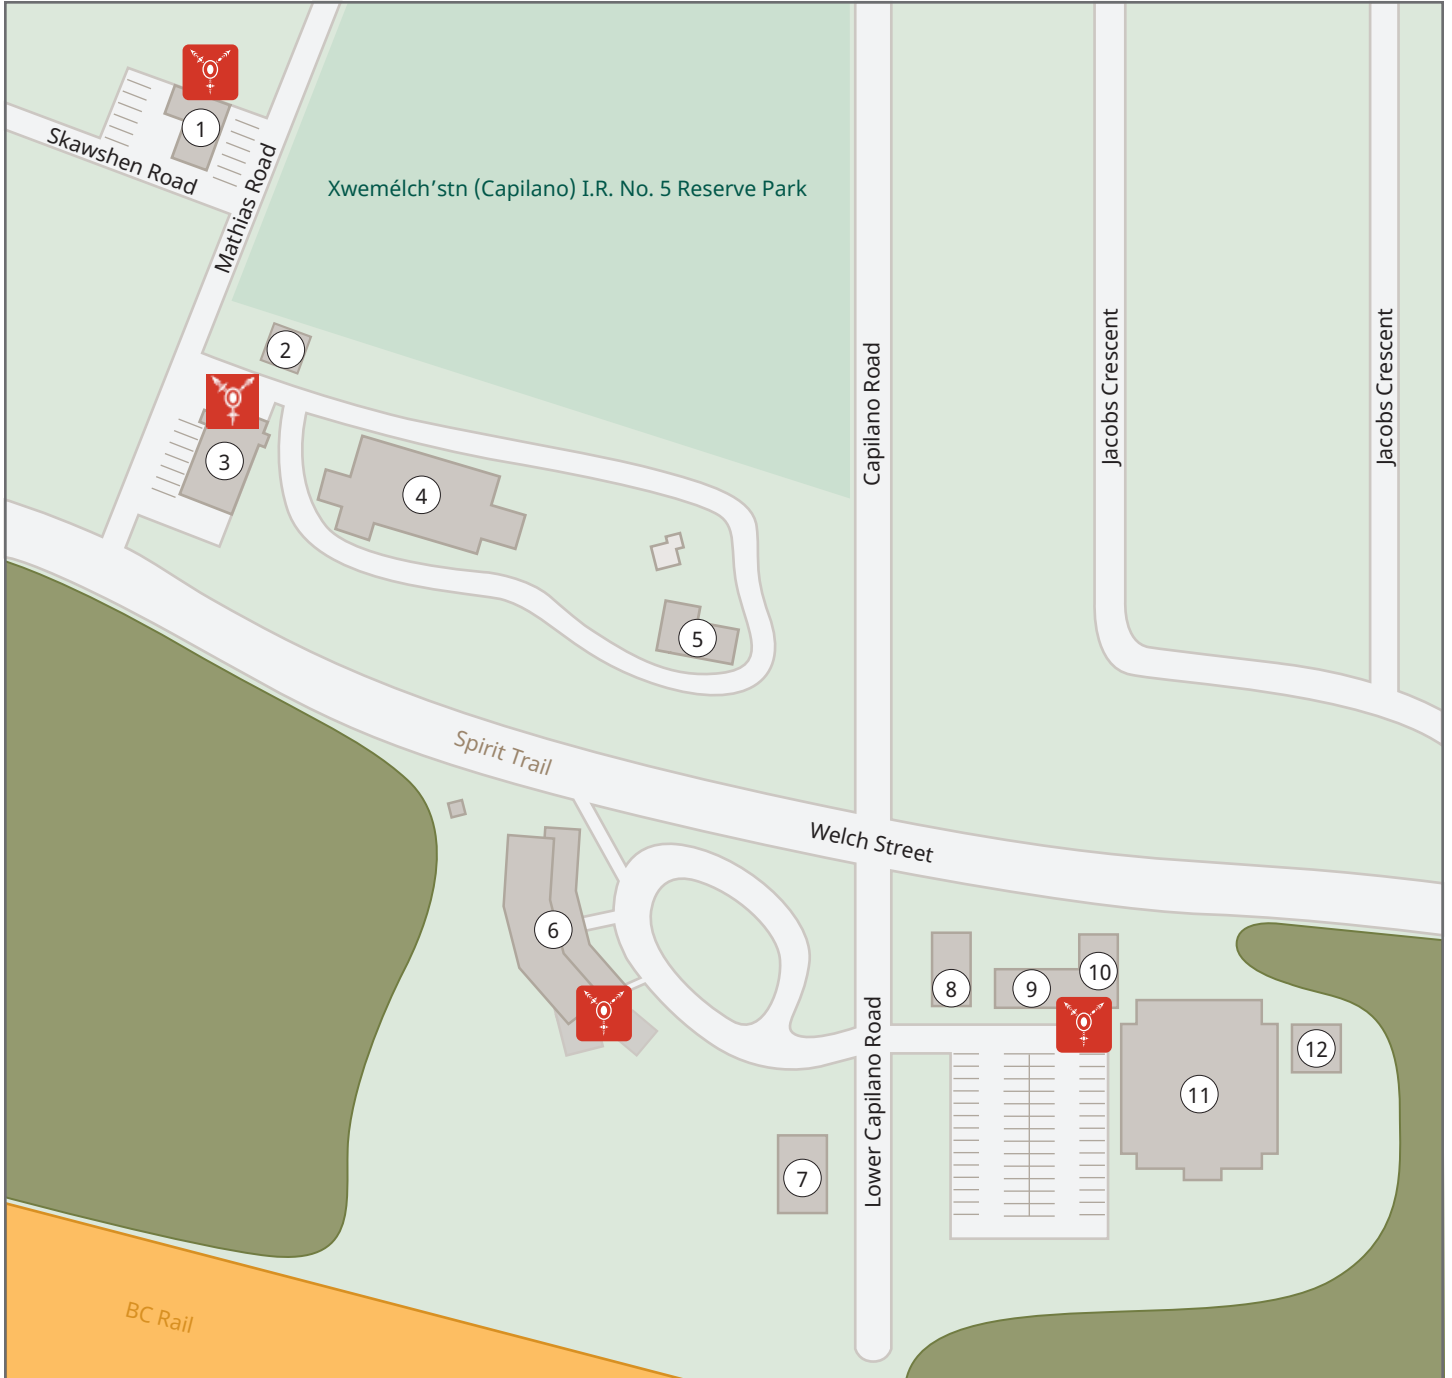 1
Skawshen Road
Mathias Road
Xwemélch’stn (Capilano) I.R. No. 5 Reserve Park
2
3
4
5
Capilano Road
Jacobs Crescent
Jacobs Crescent
Spirit Trail
Welch Street
6
8
9
10
Lower Capilano Road
12
11
7
BC Rail